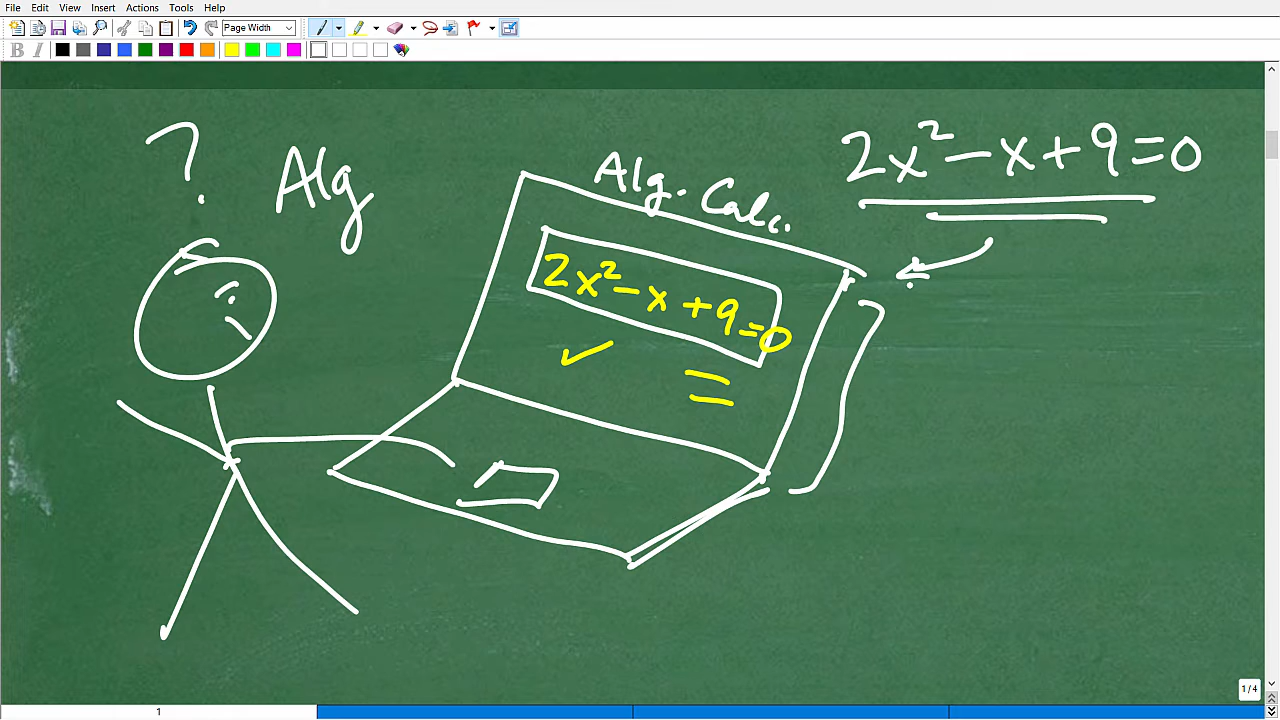 File Edit View Insert Actions Tools Help
Page Width
B I
?
Alg
Alg. Calc.
2x²-x+9=0
2x²-x+9=0
1/4
1